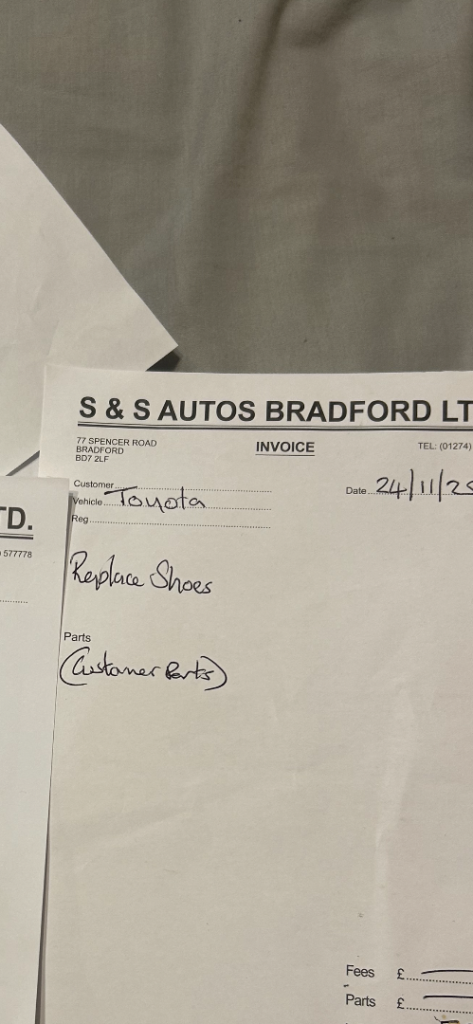 S & S AUTOS BRADFORD LT
77 SPENCER ROAD
BRADFORD
BD7 2LF
INVOICE
TEL: (01274)
Customer
Date 24/11/25
Vehicle Toyota
Reg
TD.
577778
Replace Shoes
Parts
(Customer Parts)
Fees £
Parts £